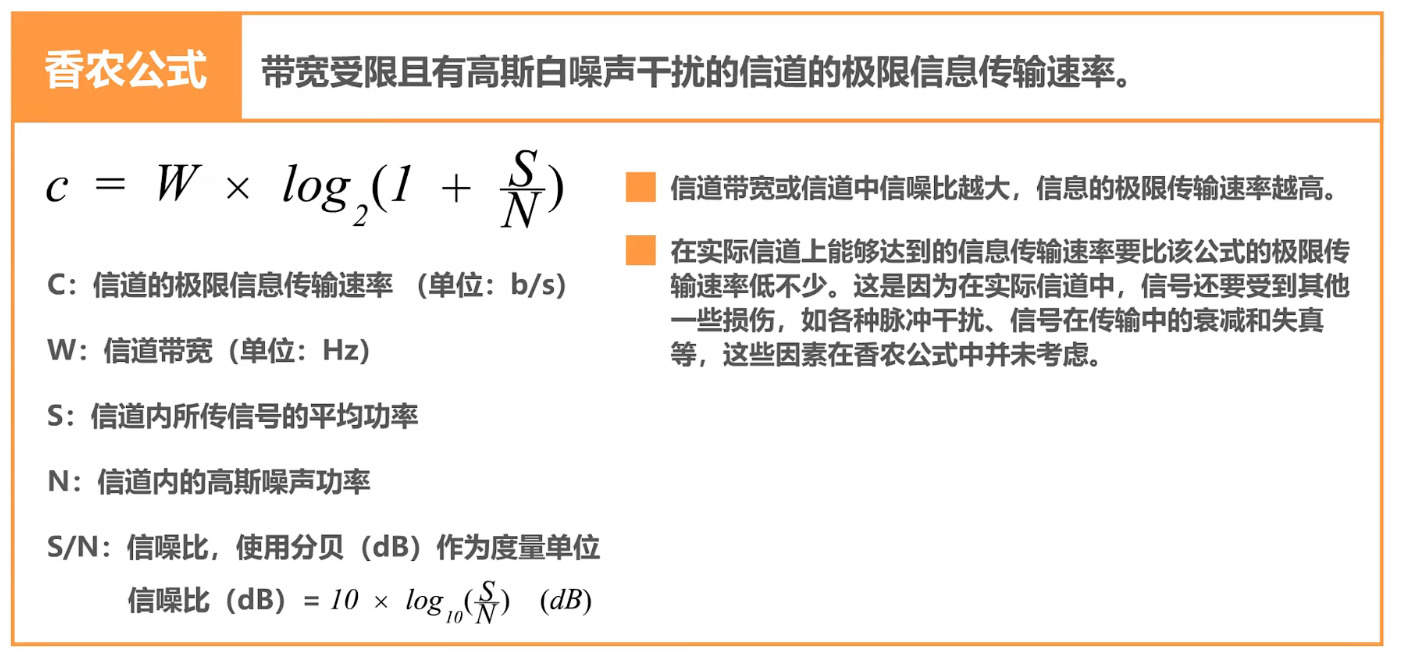 香农公式
带宽受限且有高斯白噪声干扰的信道的极限信息传输速率。
c = W × log₂(1 + S/N)
C：信道的极限信息传输速率 （单位：b/s）
W：信道带宽（单位：Hz）
S：信道内所传信号的平均功率
N：信道内的高斯噪声功率
S/N：信噪比，使用分贝（dB）作为度量单位
信噪比（dB）= 10 × log₁₀(S/N) (dB)
信道带宽或信道中信噪比越大，信息的极限传输速率越高。
在实际信道上能够达到的信息传输速率要比该公式的极限传
输速率低不少。这是因为在实际信道中，信号还要受到其他
一些损伤，如各种脉冲干扰、信号在传输中的衰减和失真
等，这些因素在香农公式中并未考虑。